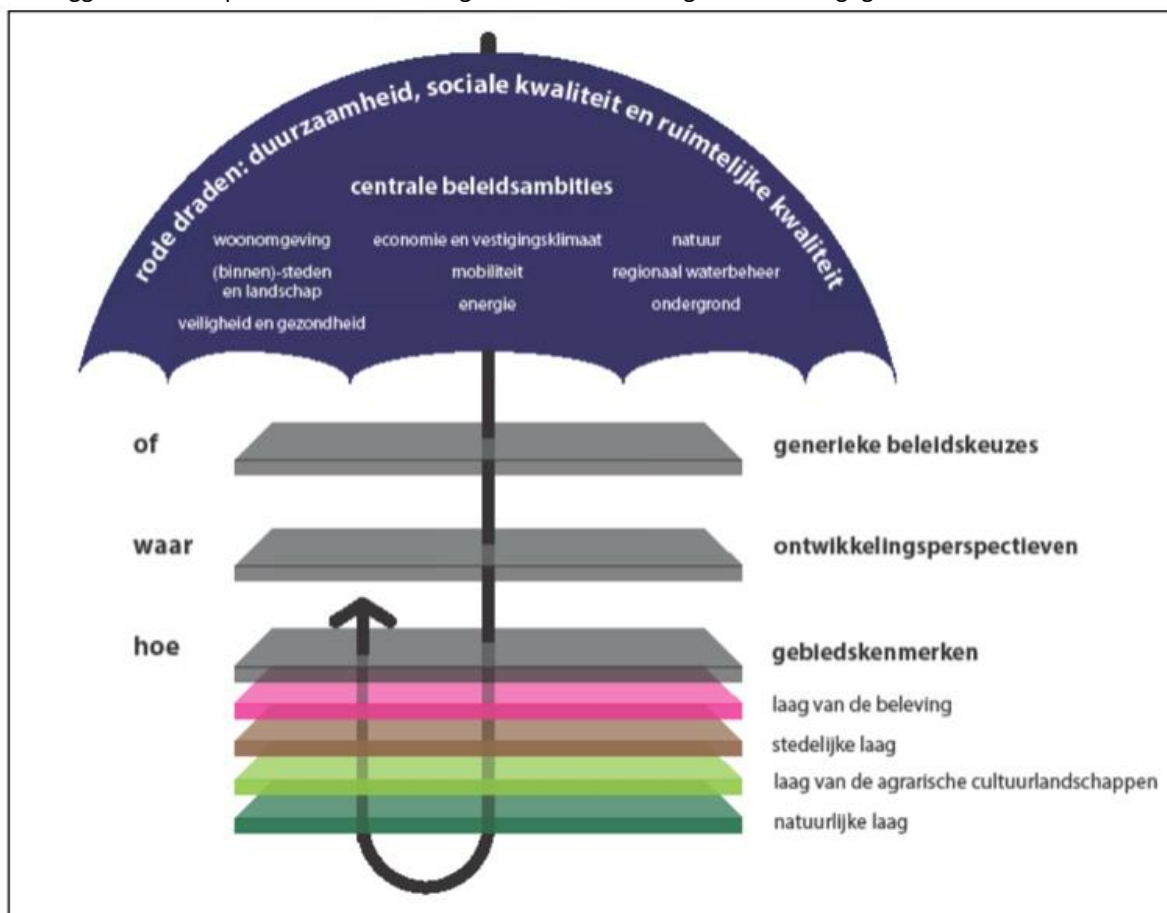 rode draden: duurzaamheid, sociale kwaliteit en ruimtelijke kwaliteit
centrale beleidsambities
woonomgeving
(binnen)-steden
en landschap
veiligheid en gezondheid
economie en vestigingsklimaat
mobiliteit
energie
natuur
regionaal waterbeheer
ondergrond
of
generieke beleidskeuzes
waar
ontwikkelingsperspectieven
hoe
gebiedskenmerken
laag van de beleving
stedelijke laag
laag van de agrarische cultuurlandschappen
natuurlijke laag